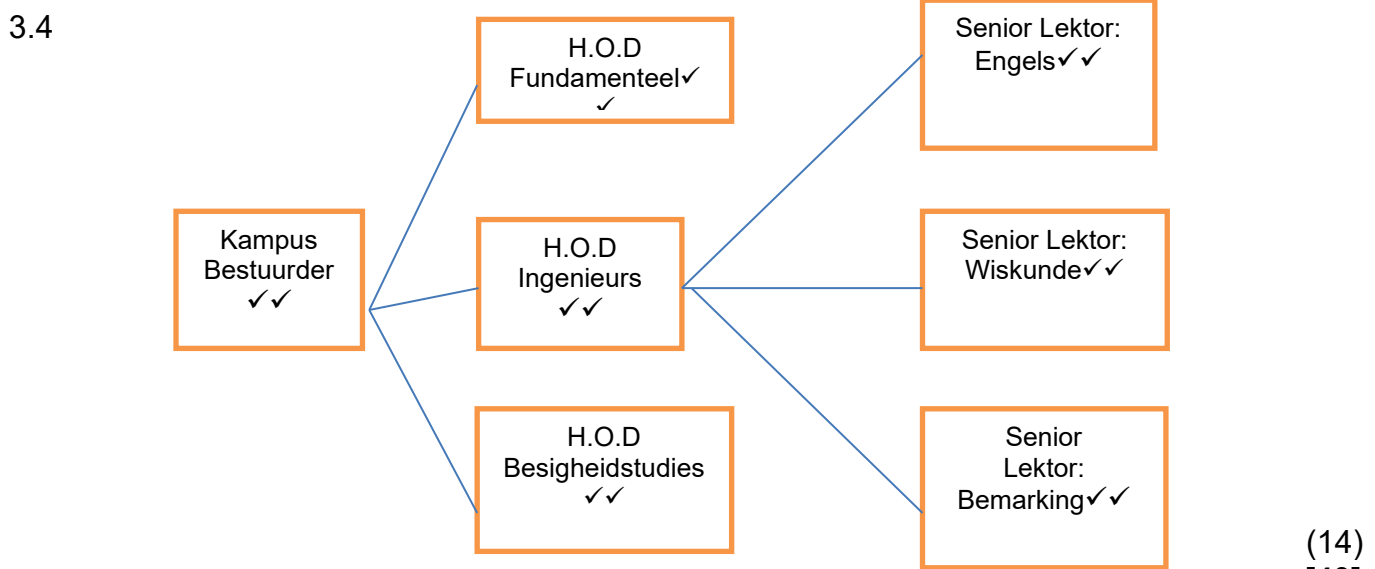 3.4
Kampus
Bestuurder
✓✓
H.O.D
Fundamenteel✓
✓
H.O.D
Ingenieurs
✓✓
H.O.D
Besigheidstudies
✓✓
Senior Lektor:
Engels✓✓
Senior Lektor:
Wiskunde✓✓
Senior
Lektor:
Bemarking✓✓
(14)